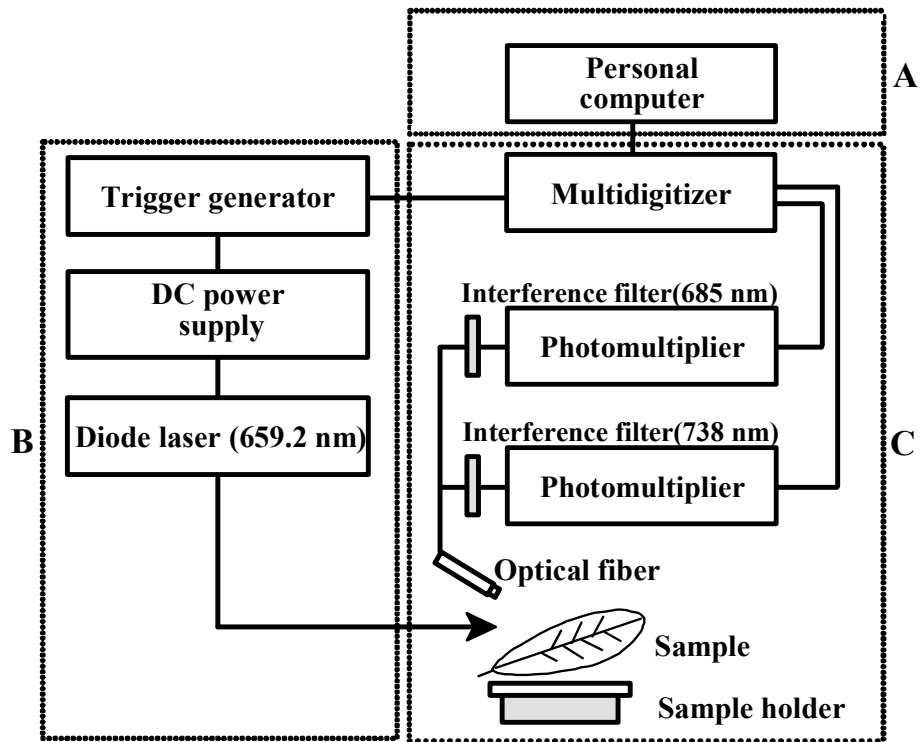 Personal
computer
A
Trigger generator
Multidigitizer
DC power
supply
Interference filter(685 nm)
Photomultiplier
B
Diode laser (659.2 nm)
Interference filter(738 nm)
Photomultiplier
C
Optical fiber
Sample
Sample holder